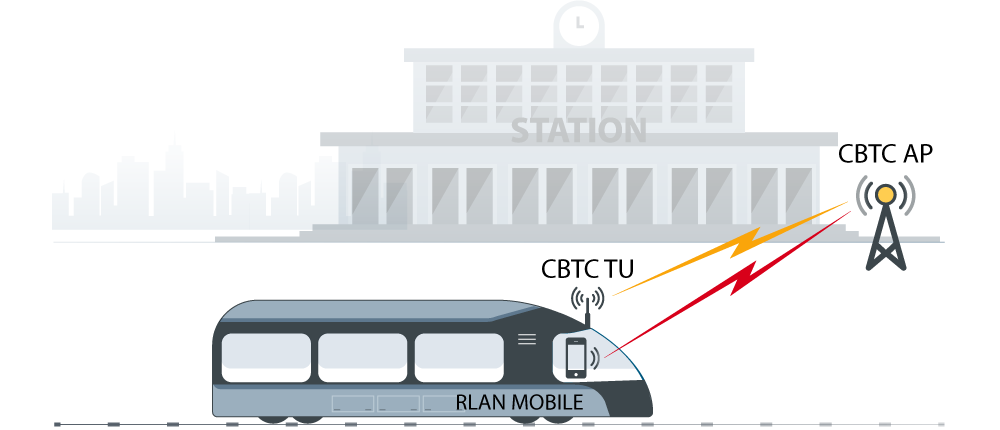 STATION
CBTC AP
CBTC TU
RLAN MOBILE